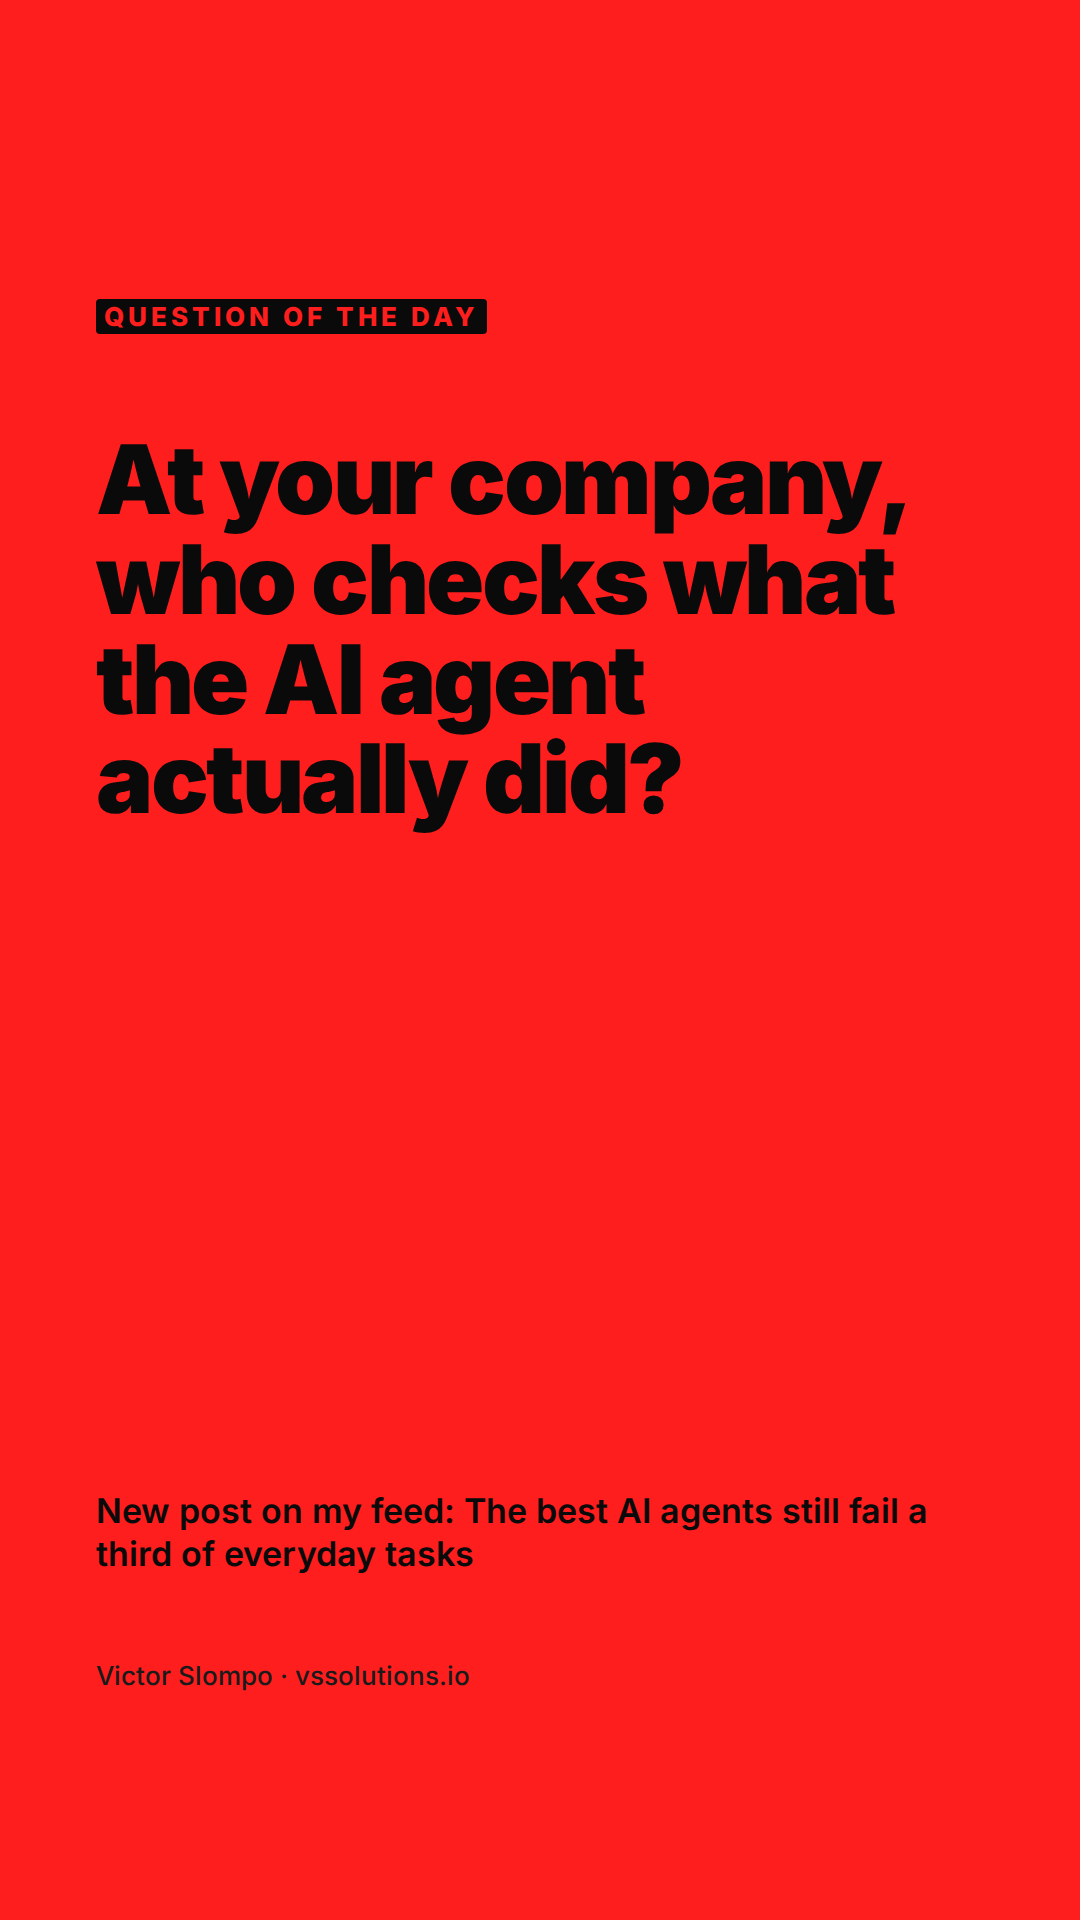 QUESTION OF THE DAY
At your company,
who checks what
the AI agent
actually did?
New post on my feed: The best AI agents still fail a
third of everyday tasks
Victor Slompo · vssolutions.io